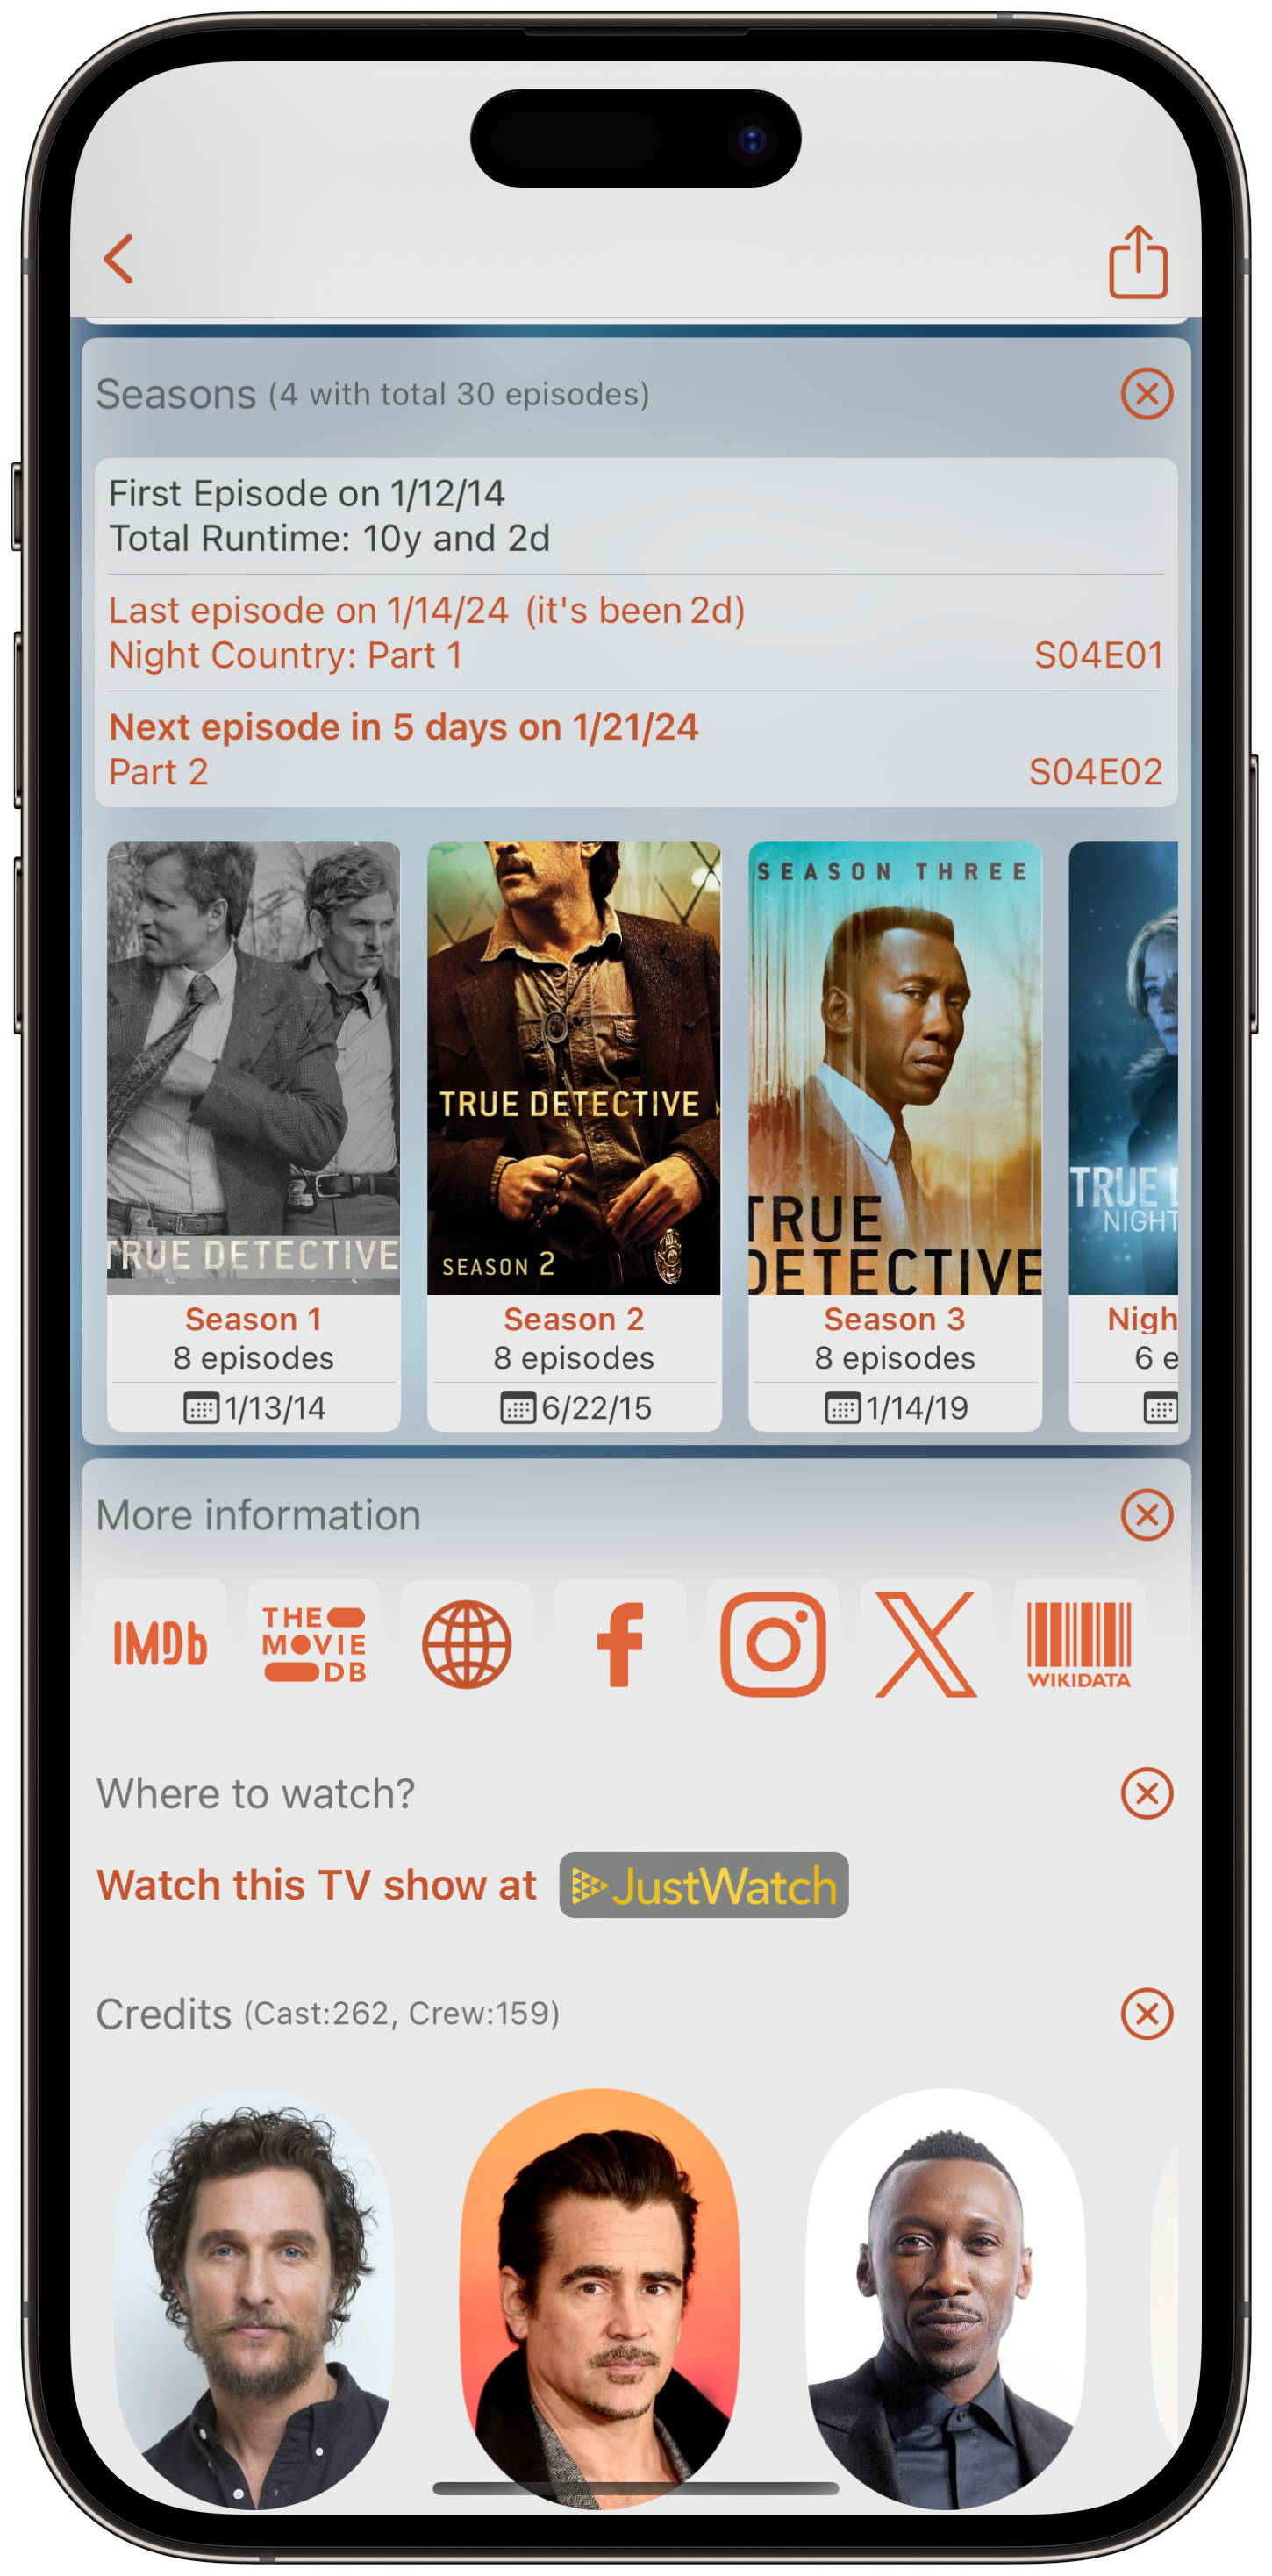 Seasons (4 with total 30 episodes)
First Episode on 1/12/14
Total Runtime: 10y and 2d
Last episode on 1/14/24 (it's been 2d)
Night Country: Part 1 S04E01
Next episode in 5 days on 1/21/24
Part 2 S04E02
TRUE DETECTIVE
TRUE DETECTIVE
SEASON 2
SEASON THREE
TRUE
DETECTIVE
TRUE D
NIGHT
Season 1
8 episodes
1/13/14
Season 2
8 episodes
6/22/15
Season 3
8 episodes
1/14/19
Nigh
6 e
More information
IMDb
THE
MOVIE
DB
f
X
WIKIDATA
Where to watch?
Watch this TV show at JustWatch
Credits (Cast:262, Crew:159)